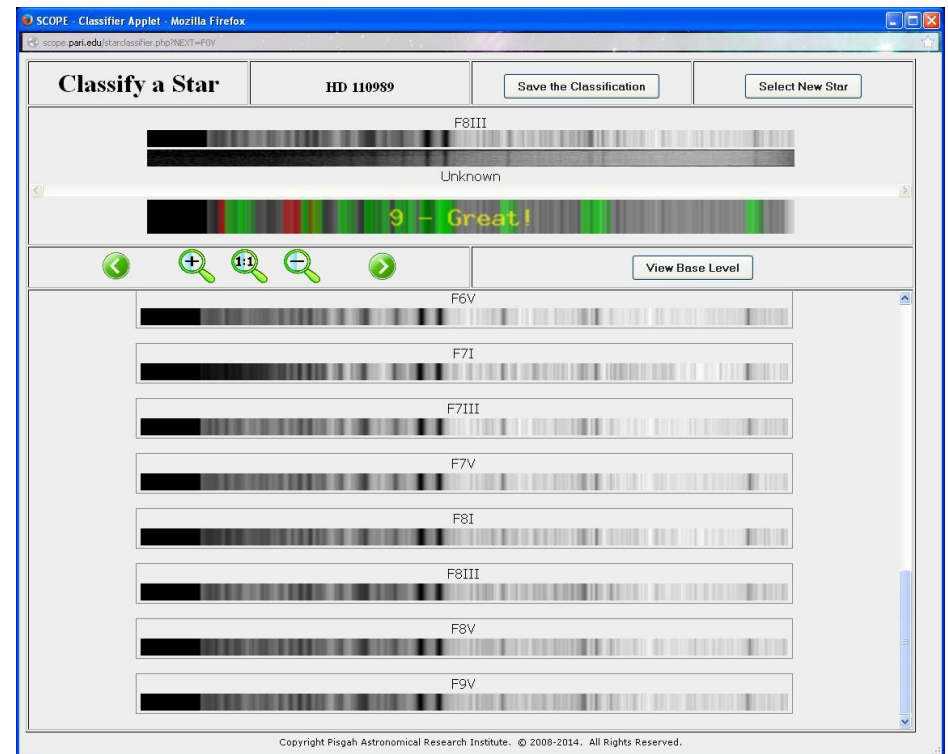 SCOPE - Classifier Applet - Mozilla Firefox
scope.pari.edu/starclassifier.php?NEXT=F0V
Classify a Star
HD 110989
Save the Classification
Select New Star
F8III
Unknown
9 - Great!
1:1
View Base Level
F6V
F7I
F7III
F7V
F8I
F8III
F8V
F9V
Copyright Pisgah Astronomical Research Institute. © 2008-2014. All Rights Reserved.